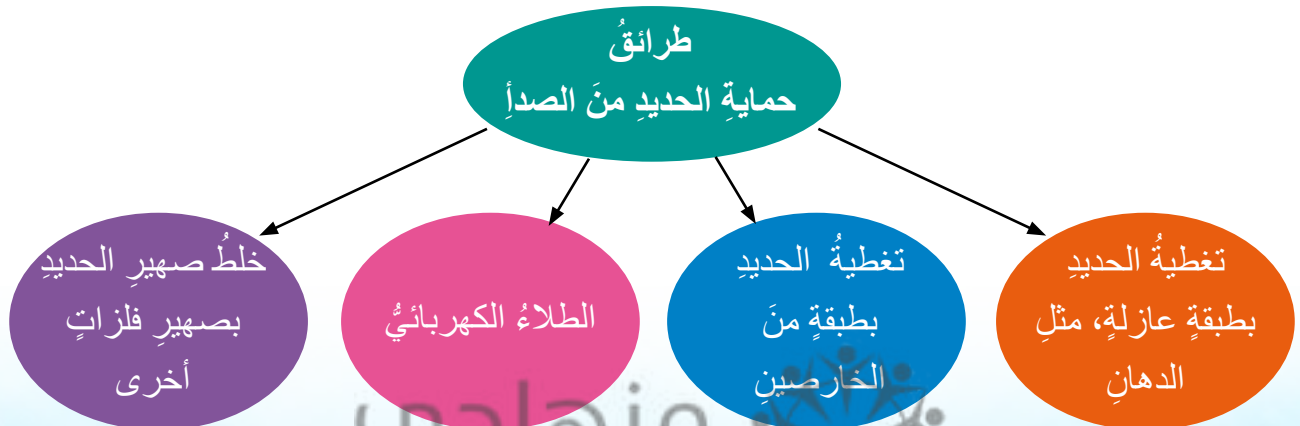 طرائقُ
حمايةِ الحديدِ منَ الصدأِ
تغطيةُ الحديدِ
بطبقةٍ عازلةٍ، مثلِ
الدهانِ
تغطيةُ الحديدِ
بطبقةٍ منَ
الخارصينِ
الطلاءُ الكهربائيُّ
خلطُ صهيرِ الحديدِ
بصهيرِ فلزاتٍ
أخرى